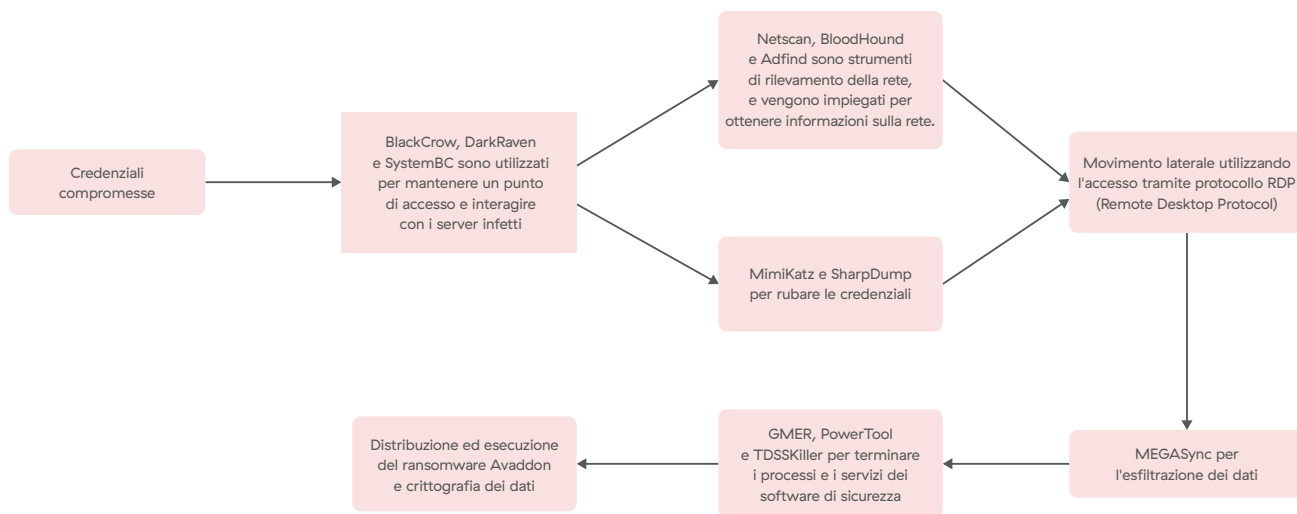 Credenziali
compromesse
BlackCrow, DarkRaven
e SystemBC sono utilizzati
per mantenere un punto
di accesso e interagire
con i server infetti
Netscan, BloodHound
e Adfind sono strumenti
di rilevamento della rete,
e vengono impiegati per
ottenere informazioni sulla rete.
MimiKatz e SharpDump
per rubare le credenziali
Movimento laterale utilizzando
l'accesso tramite protocollo RDP
(Remote Desktop Protocol)
MEGASync per
l'esfiltrazione dei dati
GMER, PowerTool
e TDSSKiller per terminare
i processi e i servizi dei
software di sicurezza
Distribuzione ed esecuzione
del ransomware Avaddon
e crittografia dei dati